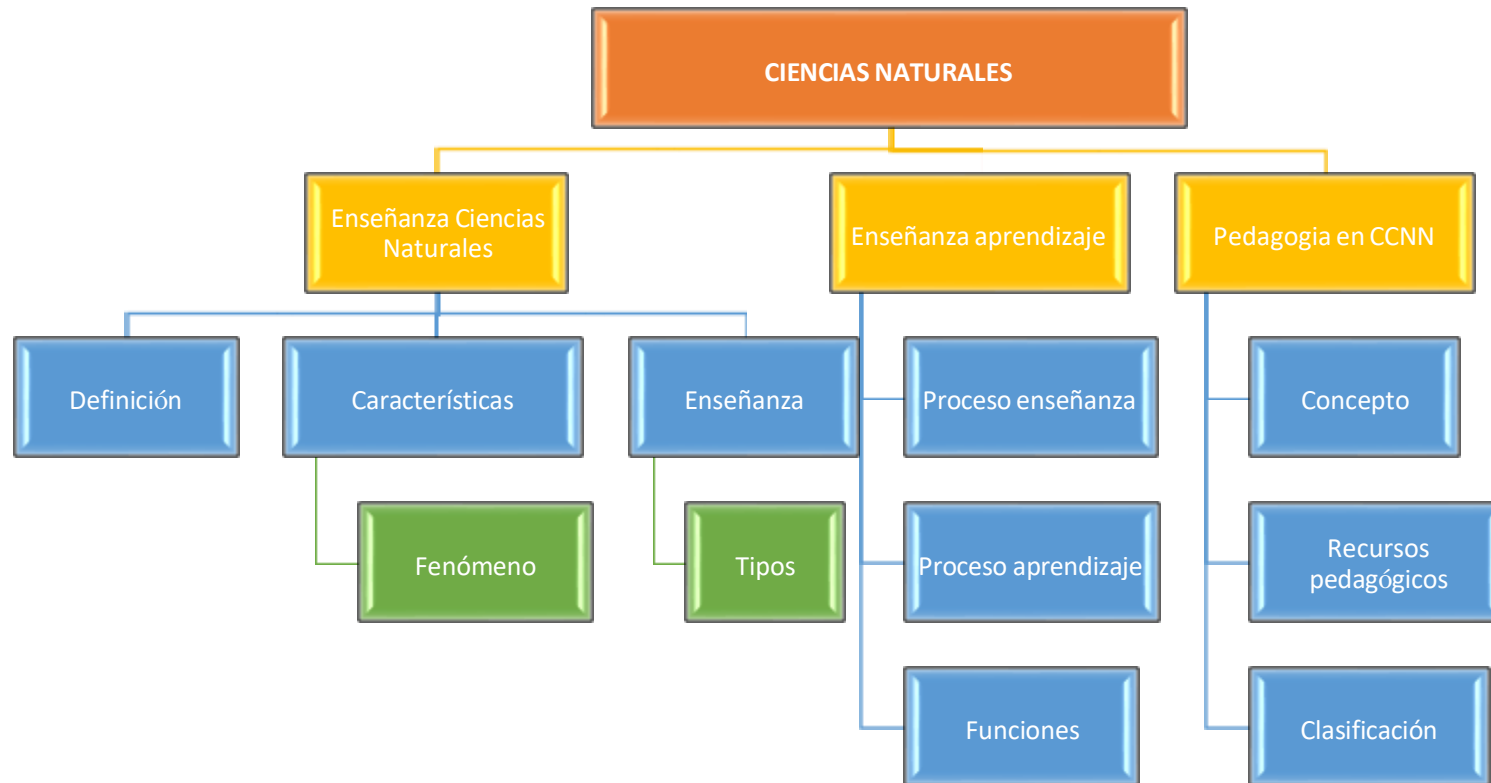 CIENCIAS NATURALES
Enseñanza Ciencias
Naturales
Enseñanza aprendizaje
Pedagogia en CCNN
Definición
Característícas
Enseñanza
Proceso enseñanza
Concepto
Fenómeno
Tipos
Proceso aprendizaje
Recursos
pedagógicos
Funciones
Clasificación